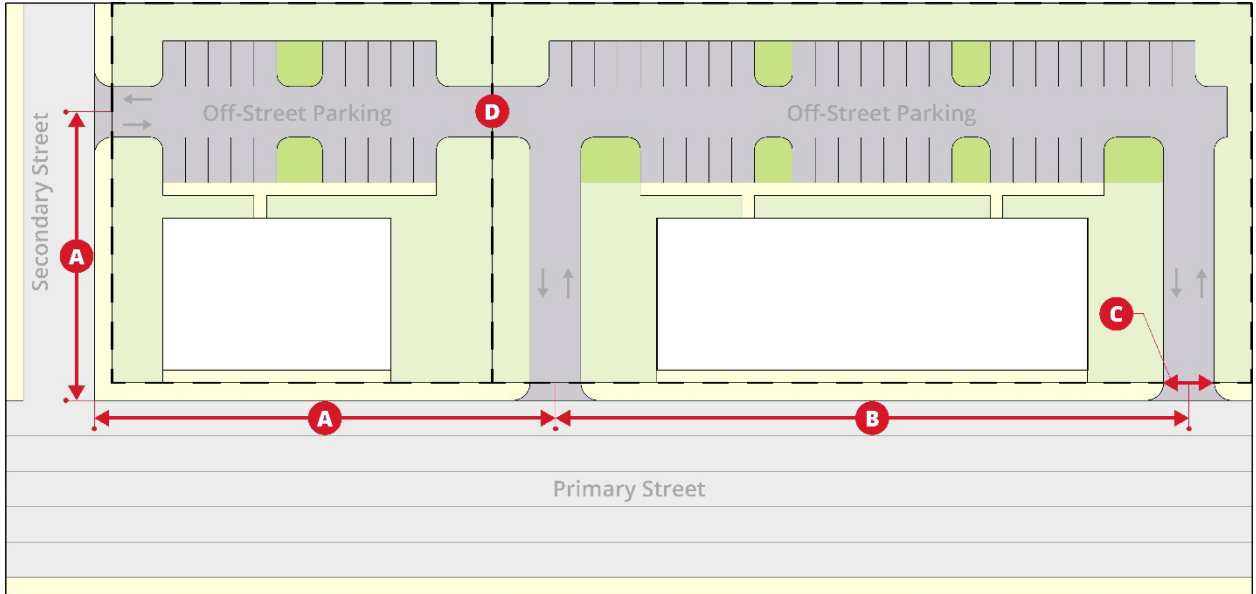 Off-Street Parking
D
Off-Street Parking
Secondary Street
A
C
A
B
Primary Street